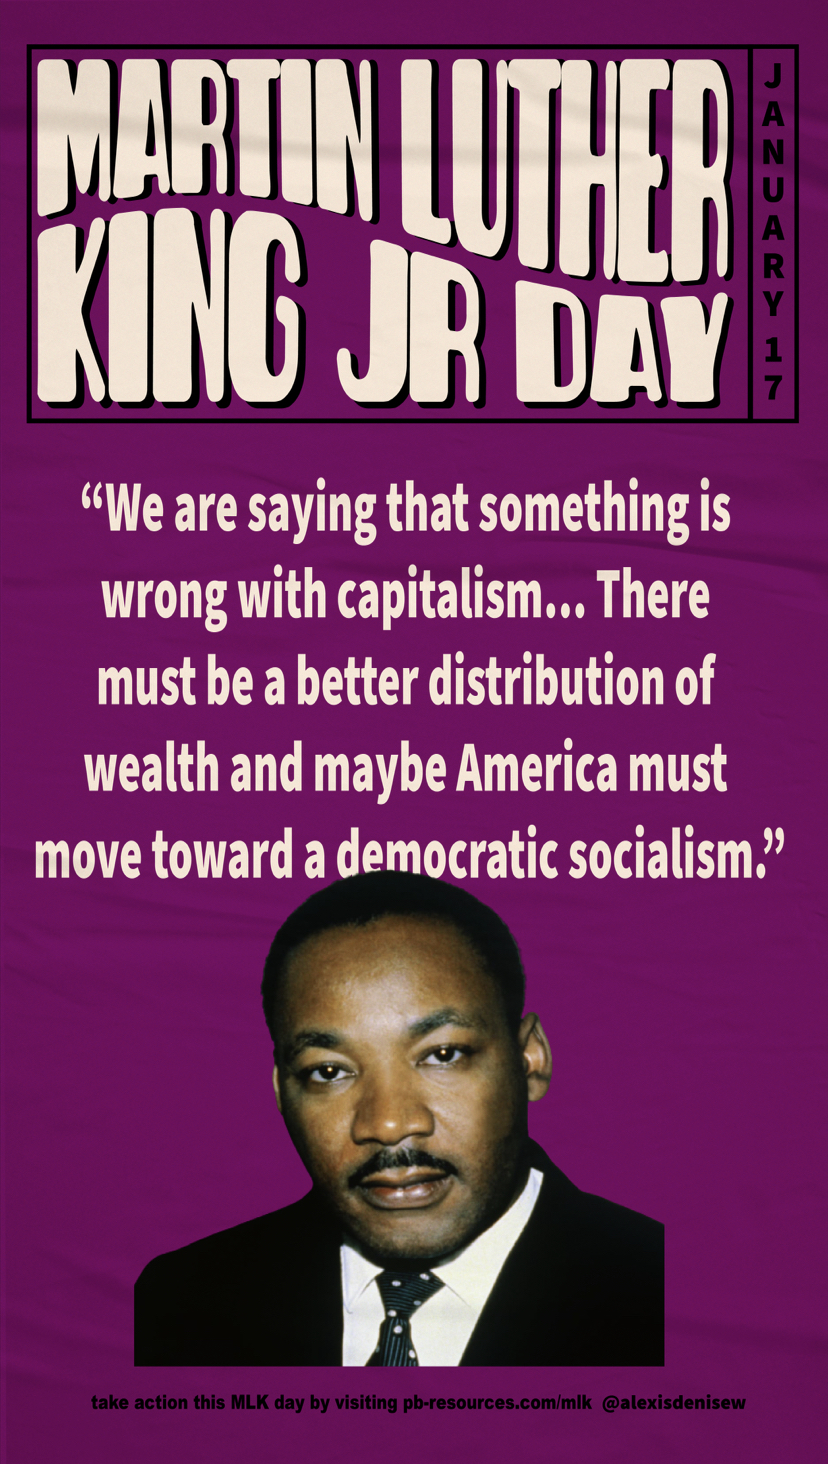 MARTIN LUTHER
KING JR DAY
JANUARY 17
“We are saying that something is
wrong with capitalism... There
must be a better distribution of
wealth and maybe America must
move toward a democratic socialism.”
take action this MLK day by visiting pb-resources.com/mlk @alexisdenisew